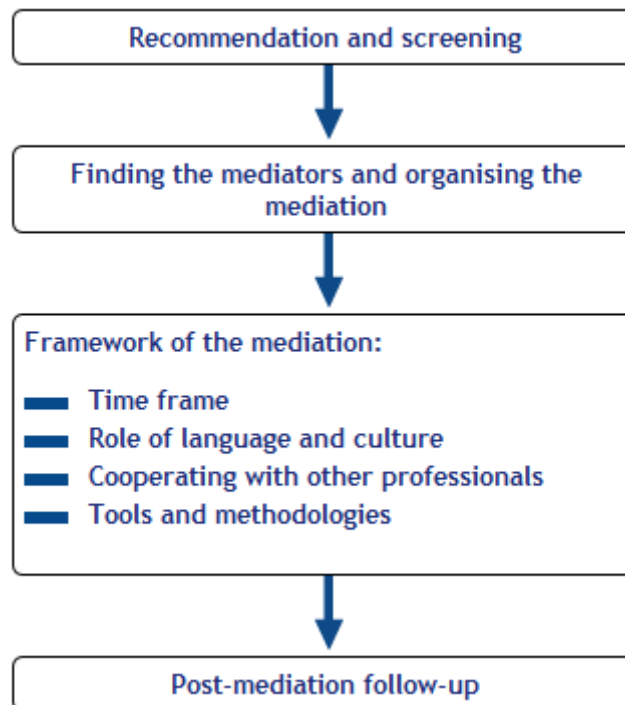 Recommendation and screening
Finding the mediators and organising the
mediation
Framework of the mediation:
Time frame
Role of language and culture
Cooperating with other professionals
Tools and methodologies
Post-mediation follow-up